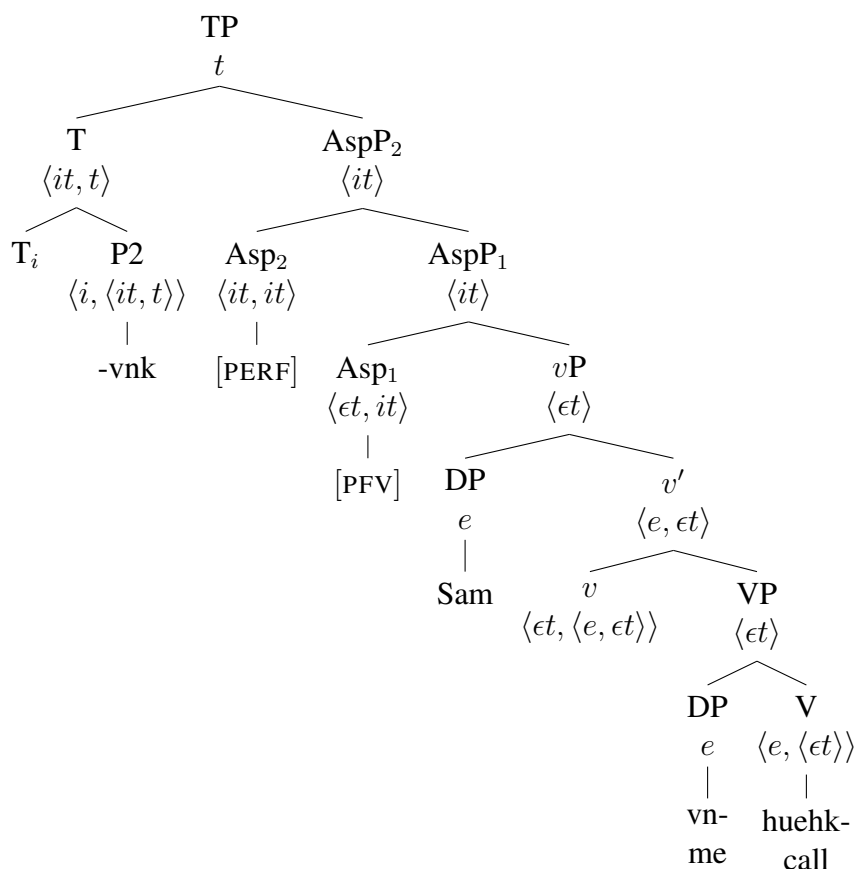 TP
t
T AspP₂
⟨it, t⟩ ⟨it⟩
Tᵢ P2 Asp₂ AspP₁
⟨i, ⟨it, t⟩⟩ ⟨it, it⟩ ⟨it⟩
-vnk [PERF] Asp₁ vP
⟨ϵt, it⟩ ⟨ϵt⟩
[PFV] DP v′
e ⟨e, ϵt⟩
Sam v VP
⟨ϵt, ⟨e, ϵt⟩⟩ ⟨ϵt⟩
DP V
e ⟨e, ⟨ϵt⟩⟩
vn- huehk-
me call